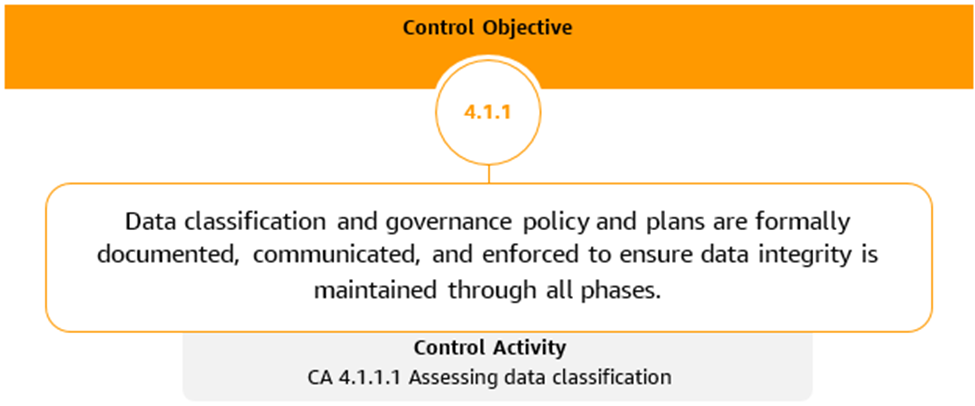 Control Objective
4.1.1
Data classification and governance policy and plans are formally
documented, communicated, and enforced to ensure data integrity is
maintained through all phases.
Control Activity
CA 4.1.1.1 Assessing data classification